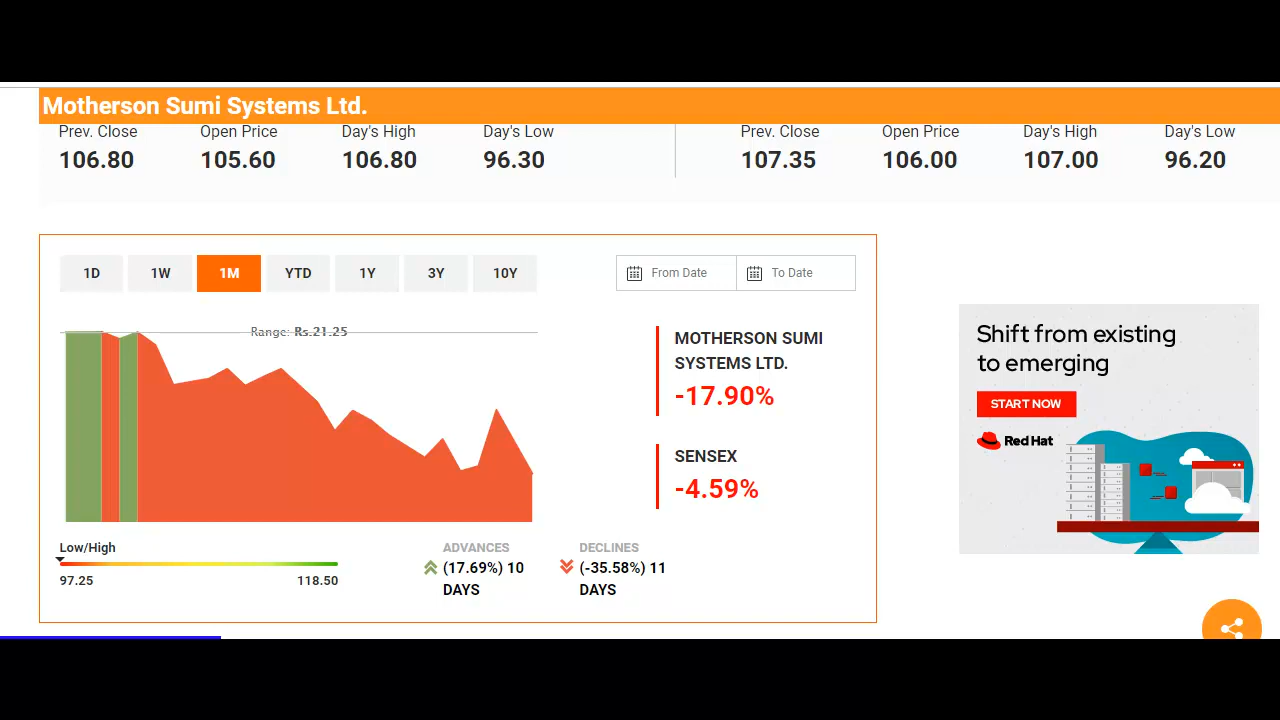 Motherson Sumi Systems Ltd.
Prev. Close Open Price Day's High Day's Low Prev. Close Open Price Day's High Day's Low
106.80 105.60 106.80 96.30 107.35 106.00 107.00 96.20
1D 1W 1M YTD 1Y 3Y 10Y From Date To Date
Range: Rs.21.25
MOTHERSON SUMI
SYSTEMS LTD.
-17.90%
SENSEX
-4.59%
Low/High
97.25 118.50
ADVANCES
(17.69%) 10
DAYS
DECLINES
(-35.58%) 11
DAYS
Shift from existing
to emerging
START NOW
Red Hat